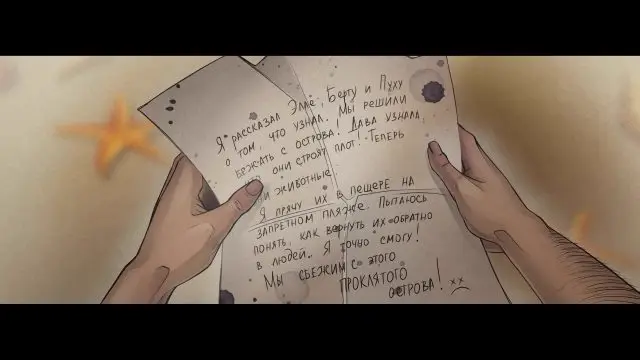 Я рассказал Элле, Берту и Пуху
о том, что узнал. Мы решили
бежать с острова! Дава узнала,
они строят плот! Теперь
и животные
Я прячу их в пещере на
запретном пляже. Пытаюсь
понять, как вернуть их обратно
в людей. Я точно смогу!
Мы сбежим с этого
проклятого
острова!